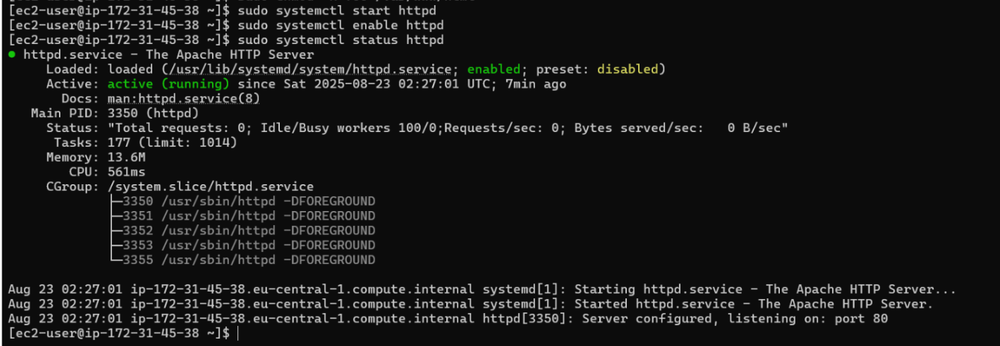 [ec2-user@ip-172-31-45-38 ~]$ sudo systemctl start httpd
[ec2-user@ip-172-31-45-38 ~]$ sudo systemctl enable httpd
[ec2-user@ip-172-31-45-38 ~]$ sudo systemctl status httpd
● httpd.service - The Apache HTTP Server
Loaded: loaded (/usr/lib/systemd/system/httpd.service; enabled; preset: disabled)
Active: active (running) since Sat 2025-08-23 02:27:01 UTC; 7min ago
Docs: man:httpd.service(8)
Main PID: 3350 (httpd)
Status: "Total requests: 0; Idle/Busy workers 100/0;Requests/sec: 0; Bytes served/sec:   0 B/sec"
Tasks: 177 (limit: 1014)
Memory: 13.6M
CPU: 561ms
CGroup: /system.slice/httpd.service
├─3350 /usr/sbin/httpd -DFOREGROUND
├─3351 /usr/sbin/httpd -DFOREGROUND
├─3352 /usr/sbin/httpd -DFOREGROUND
├─3353 /usr/sbin/httpd -DFOREGROUND
└─3355 /usr/sbin/httpd -DFOREGROUND
Aug 23 02:27:01 ip-172-31-45-38.eu-central-1.compute.internal systemd[1]: Starting httpd.service - The Apache HTTP Server...
Aug 23 02:27:01 ip-172-31-45-38.eu-central-1.compute.internal systemd[1]: Started httpd.service - The Apache HTTP Server.
Aug 23 02:27:01 ip-172-31-45-38.eu-central-1.compute.internal httpd[3350]: Server configured, listening on: port 80
[ec2-user@ip-172-31-45-38 ~]$